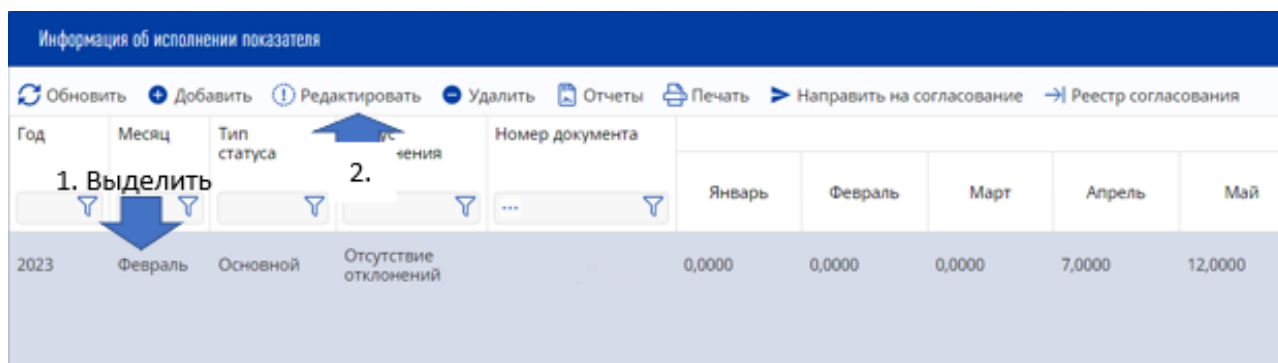 Информация об исполнении показателя
Обновить Добавить Редактировать Удалить Отчеты Печать Направить на согласование Реестр согласования
Год Месяц Тип статуса Номер документа
1. Выделить 2.
... Январь Февраль Март Апрель Май
2023 Февраль Основной Отсутствие отклонений 0,0000 0,0000 0,0000 7,0000 12,0000